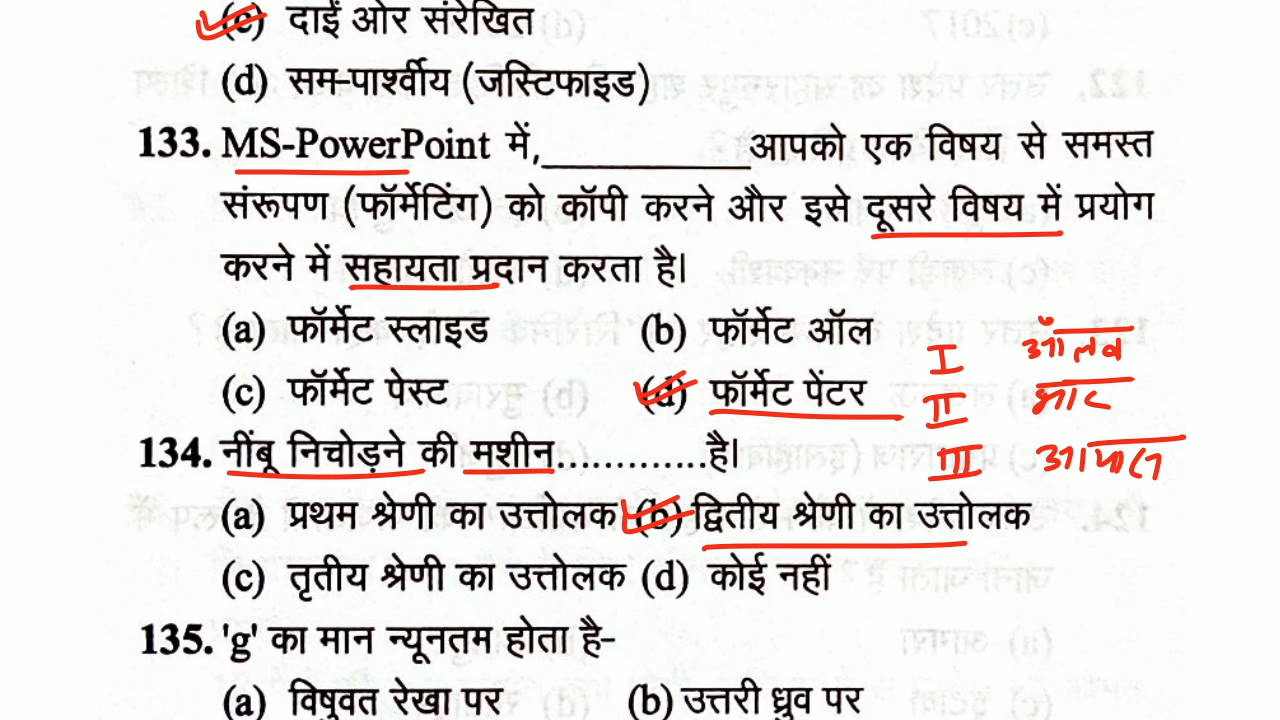 (c) दाईं ओर संरेखित
(d) सम-पार्श्वीय (जस्टिफाइड)
133. MS-PowerPoint में,__________आपको एक विषय से समस्त
संरूपण (फॉर्मेटिंग) को कॉपी करने और इसे दूसरे विषय में प्रयोग
करने में सहायता प्रदान करता है।
(a) फॉर्मेट स्लाइड (b) फॉर्मेट ऑल
(c) फॉर्मेट पेस्ट (d) फॉर्मेट पेंटर
I आलंब
II भार
III आयास
134. नींबू निचोड़ने की मशीन.............है।
(a) प्रथम श्रेणी का उत्तोलक (b) द्वितीय श्रेणी का उत्तोलक
(c) तृतीय श्रेणी का उत्तोलक (d) कोई नहीं
135. 'g' का मान न्यूनतम होता है-
(a) विषुवत रेखा पर (b) उत्तरी ध्रुव पर